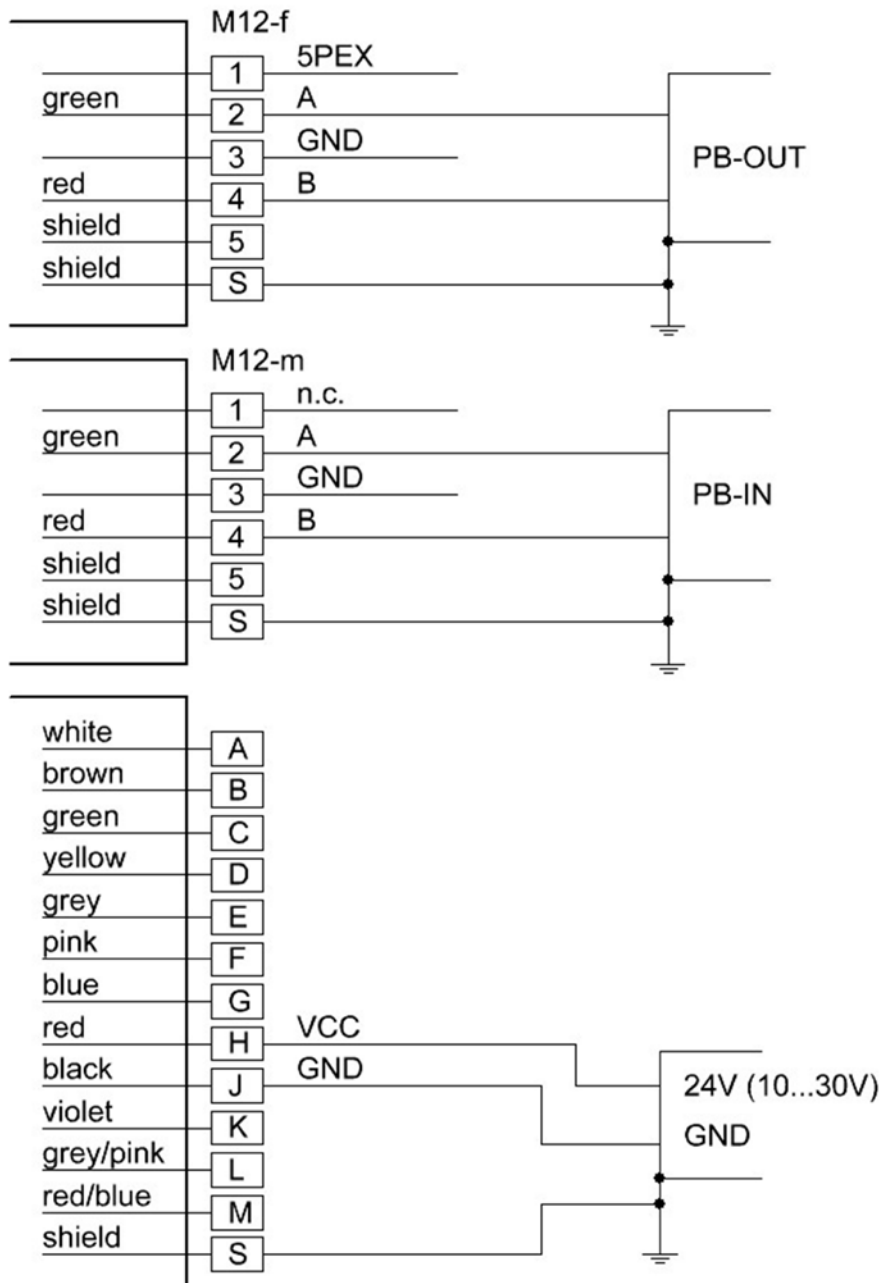 M12-f
1 5PEX
green 2 A
3 GND
PB-OUT
red 4 B
shield 5
shield S
M12-m
1 n.c.
green 2 A
3 GND
PB-IN
red 4 B
shield 5
shield S
white A
brown B
green C
yellow D
grey E
pink F
blue G
red H VCC
black J GND
24V (10...30V)
violet K
GND
grey/pink L
red/blue M
shield S